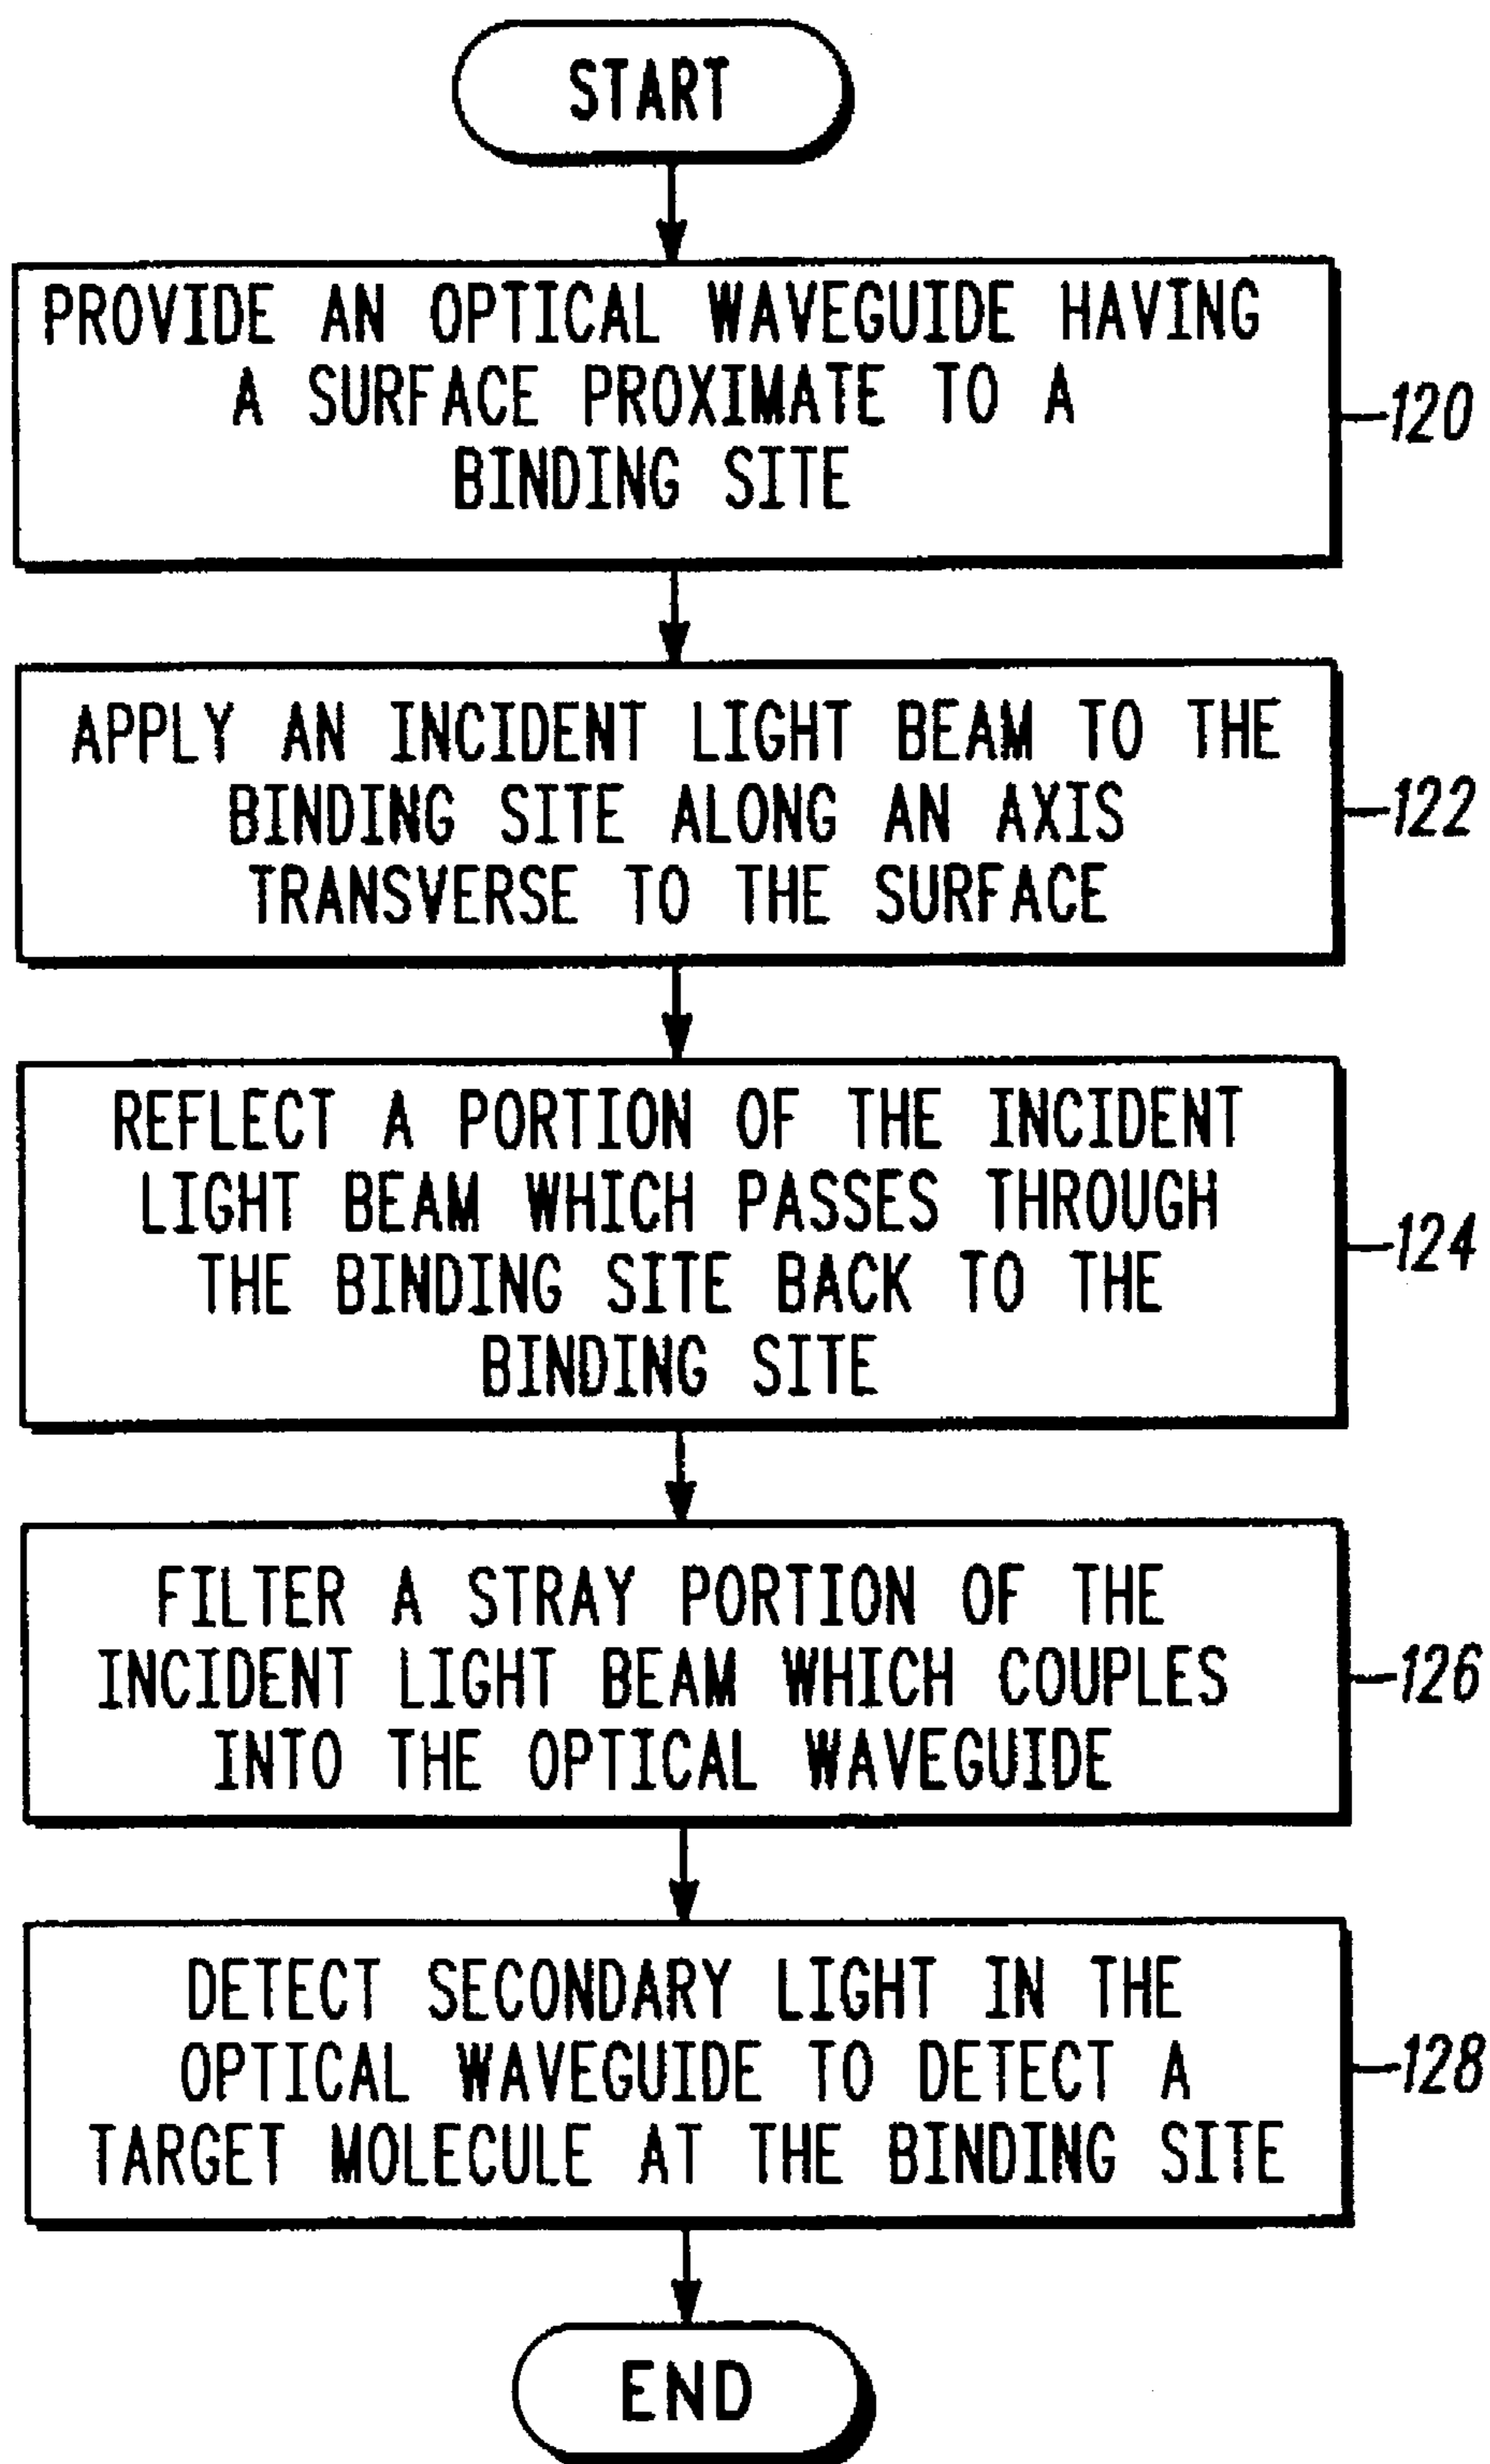 START
PROVIDE AN OPTICAL WAVEGUIDE HAVING
A SURFACE PROXIMATE TO A
BINDING SITE
120
APPLY AN INCIDENT LIGHT BEAM TO THE
BINDING SITE ALONG AN AXIS
TRANSVERSE TO THE SURFACE
122
REFLECT A PORTION OF THE INCIDENT
LIGHT BEAM WHICH PASSES THROUGH
THE BINDING SITE BACK TO THE
BINDING SITE
124
FILTER A STRAY PORTION OF THE
INCIDENT LIGHT BEAM WHICH COUPLES
INTO THE OPTICAL WAVEGUIDE
126
DETECT SECONDARY LIGHT IN THE
OPTICAL WAVEGUIDE TO DETECT A
TARGET MOLECULE AT THE BINDING SITE
128
END